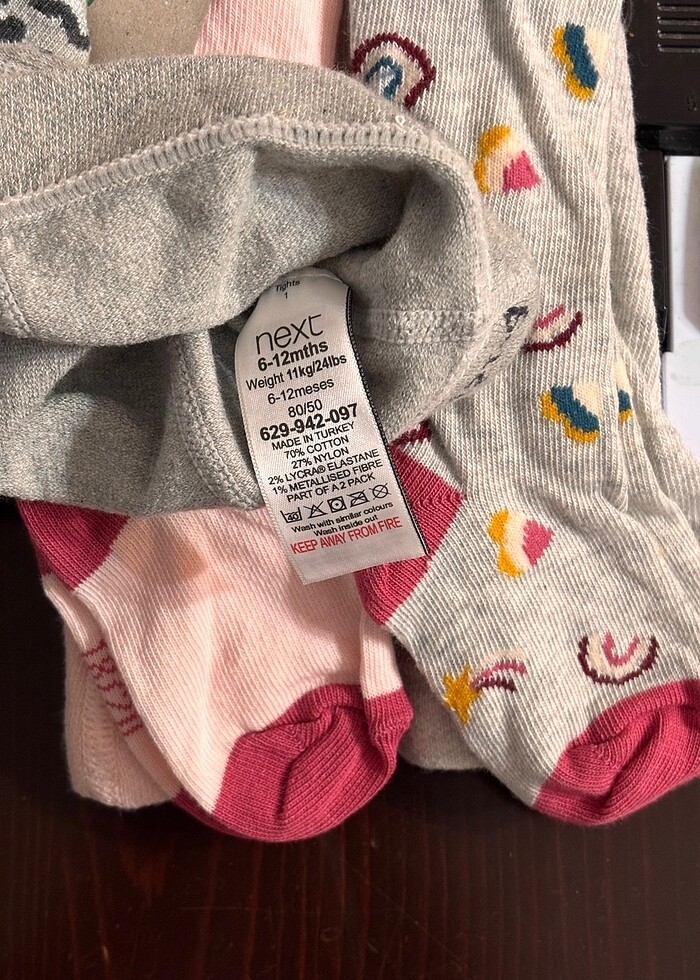 Tights
1
next
6-12mths
Weight 11kg/24lbs
6-12meses
80/50
629-942-097
MADE IN TURKEY
70% COTTON
27% NYLON
2% LYCRA® ELASTANE
1% METALLISED FIBRE
PART OF A 2 PACK
40
Wash with similar colours
Wash inside out
KEEP AWAY FROM FIRE